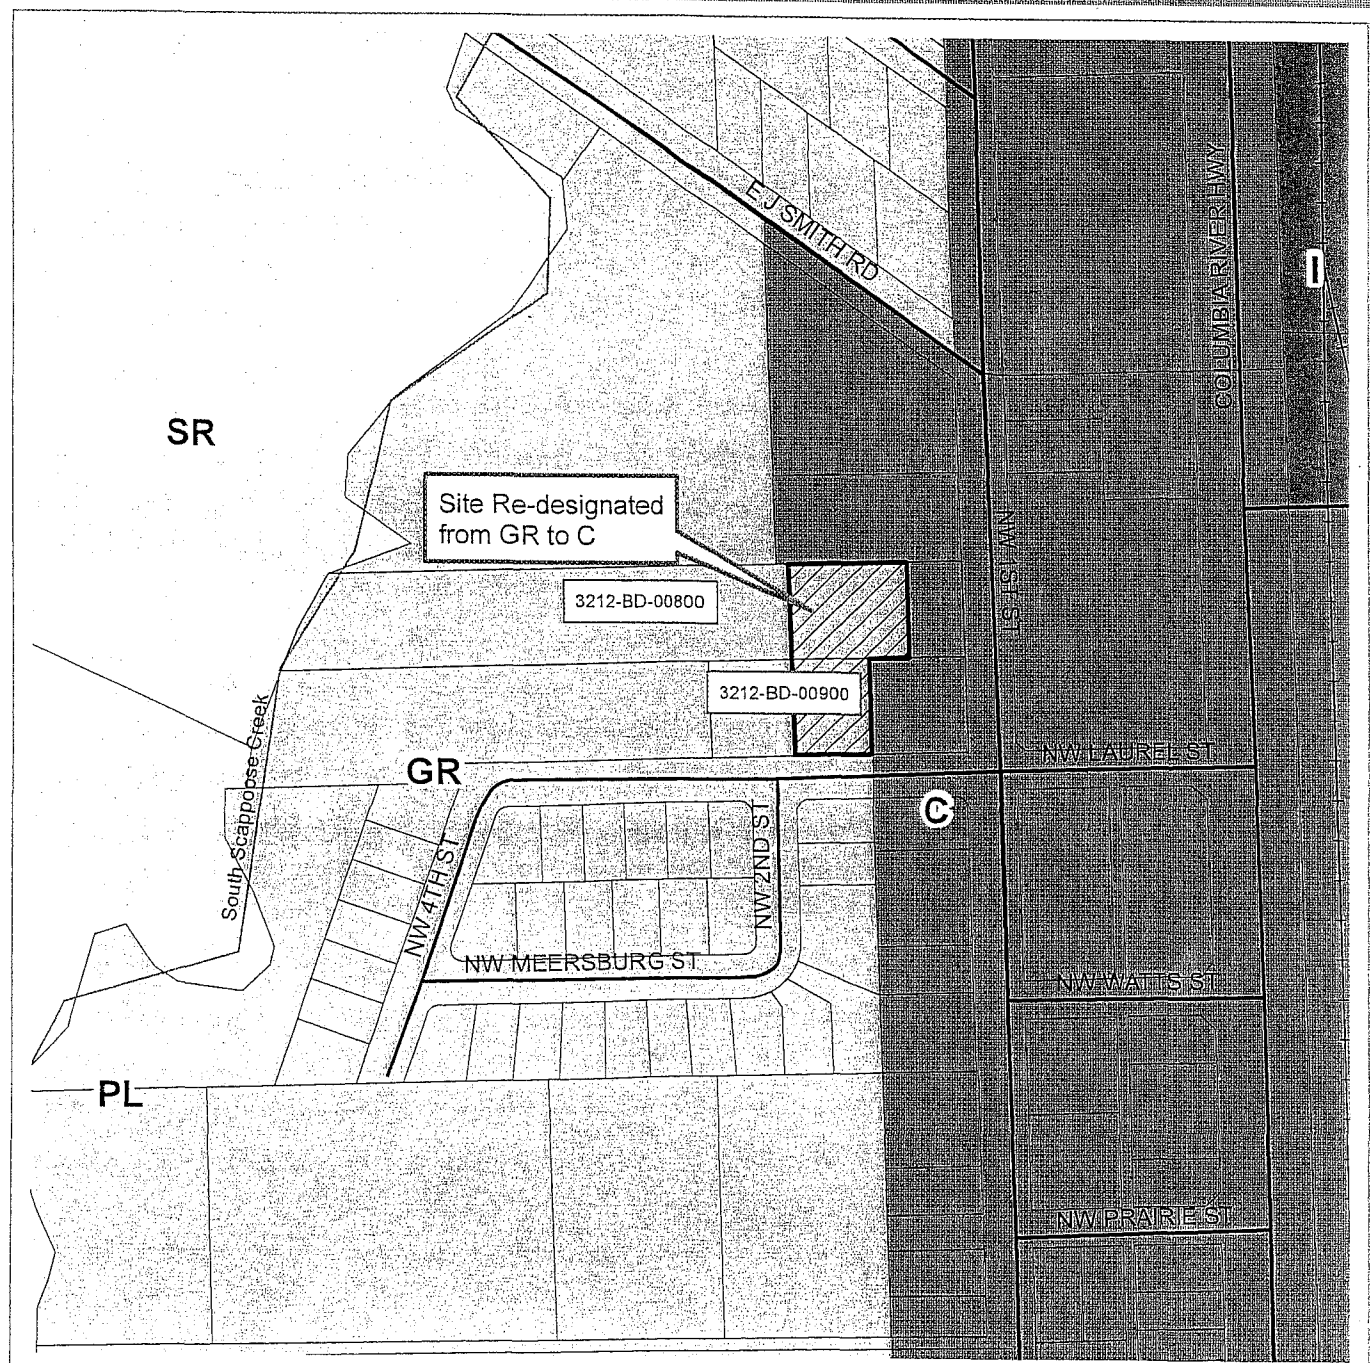 E J SMITH RD
COLUMBIA RIVER HWY
I
SR
Site Re-designated
from GR to C
NW 1ST ST
3212-BD-00800
3212-BD-00900
South Scappoose Creek
NW LAUREL ST
GR
C
NW 4TH ST
NW 2ND ST
NW MEERSBURG ST
NW WATTS ST
PL
NW PRAIRIE ST